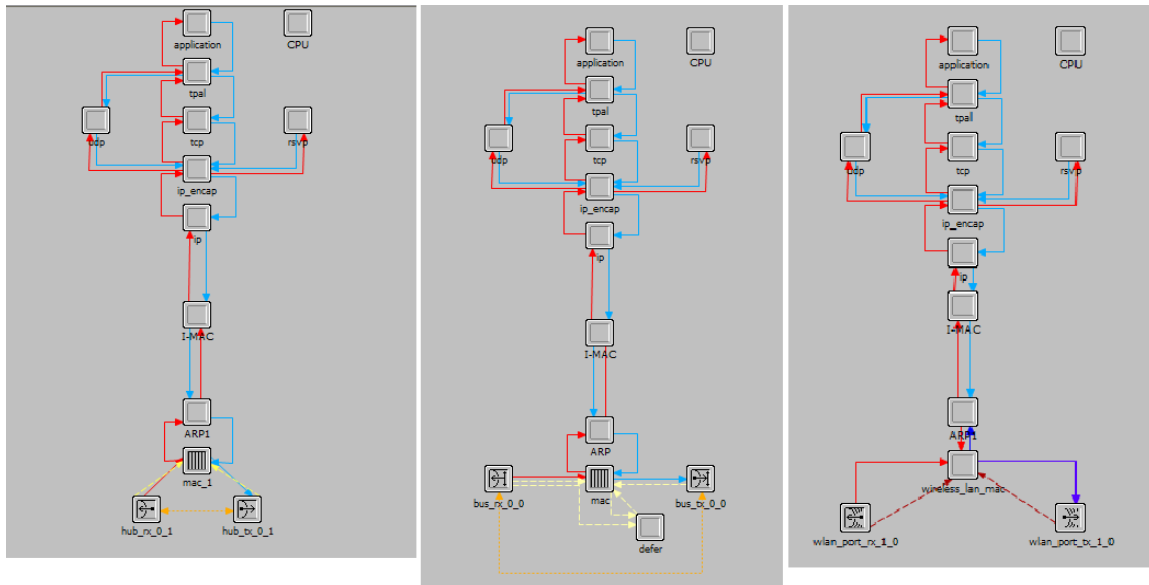 application
CPU
tpal
udp
tcp
rsvp
ip_encap
ip
I-MAC
ARP1
mac_1
hub_rx_0_1
hub_tx_0_1
application
CPU
tpal
udp
tcp
rsvp
ip_encap
ip
I-MAC
ARP
mac
bus_rx_0_0
bus_tx_0_0
defer
application
CPU
tpal
udp
tcp
rsvp
ip_encap
ip
I-MAC
ARP1
wireless_lan_mac
wlan_port_rx_1_0
wlan_port_tx_1_0